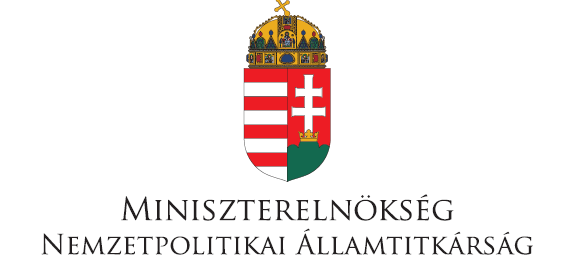 MINISZTERELNÖKSÉG
NEMZETPOLITIKAI ÁLLAMTITKÁRSÁG